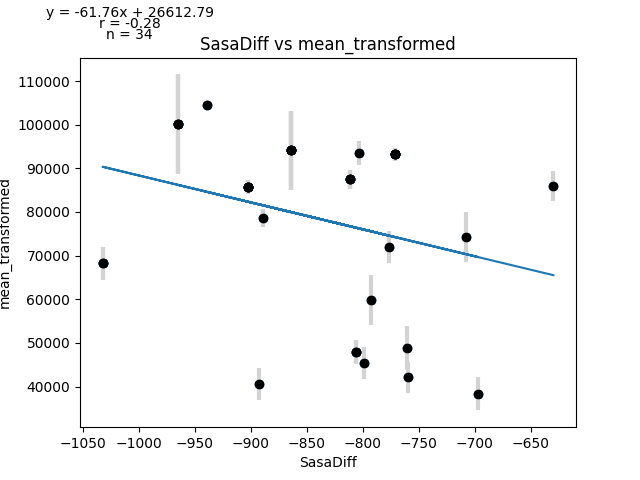 y = -61.76x + 26612.79
r = -0.28
n = 34
SasaDiff vs mean_transformed
110000
100000
90000
80000
70000
60000
50000
40000
mean_transformed
−1050 −1000 −950 −900 −850 −800 −750 −700 −650
SasaDiff